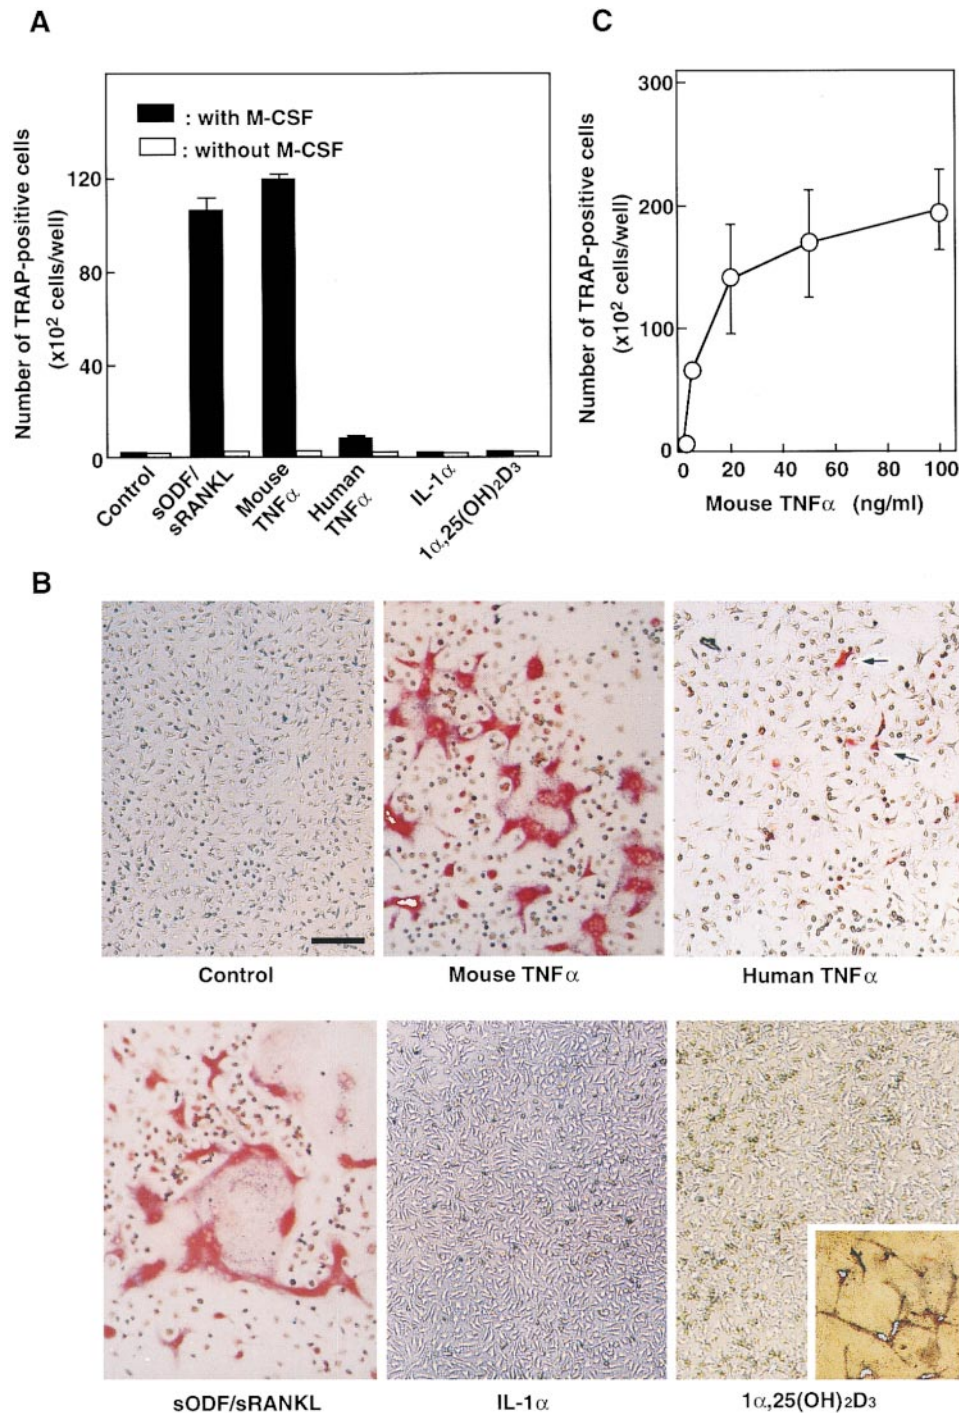 A
Number of TRAP-positive cells
(x10² cells/well)
120
80
40
0
: with M-CSF
: without M-CSF
Control
sODF/
sRANKL
Mouse
TNFα
Human
TNFα
IL-1α
1α,25(OH)₂D₃
C
Number of TRAP-positive cells
(x10² cells/well)
300
200
100
0
0
20
40
60
80
100
Mouse TNFα (ng/ml)
B
Control
Mouse TNFα
Human TNFα
sODF/sRANKL
IL-1α
1α,25(OH)₂D₃